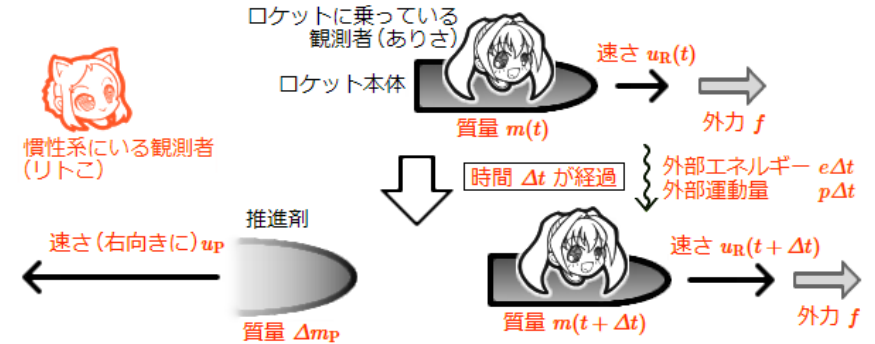 ロケットに乗っている
観測者(ありさ)
速さ uR(t)
ロケット本体
質量 m(t)
外力 f
慣性系にいる観測者
(リトこ)
時間 Δt が経過
外部エネルギー eΔt
外部運動量 pΔt
推進剤
速さ(右向きに)uP
速さ uR(t+Δt)
質量 ΔmP
質量 m(t+Δt)
外力 f